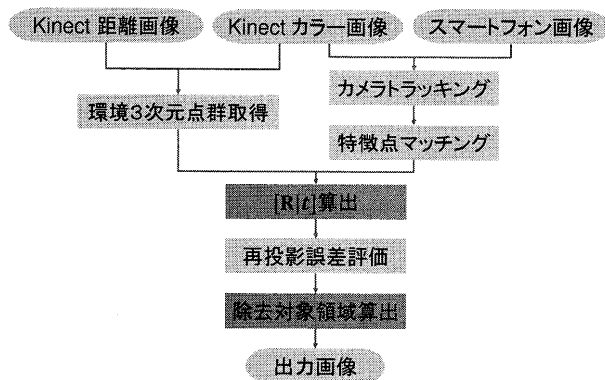 Kinect 距離画像
Kinect カラー画像
スマートフォン画像
環境3次元点群取得
カメラトラッキング
特徴点マッチング
[R|t]算出
再投影誤差評価
除去対象領域算出
出力画像